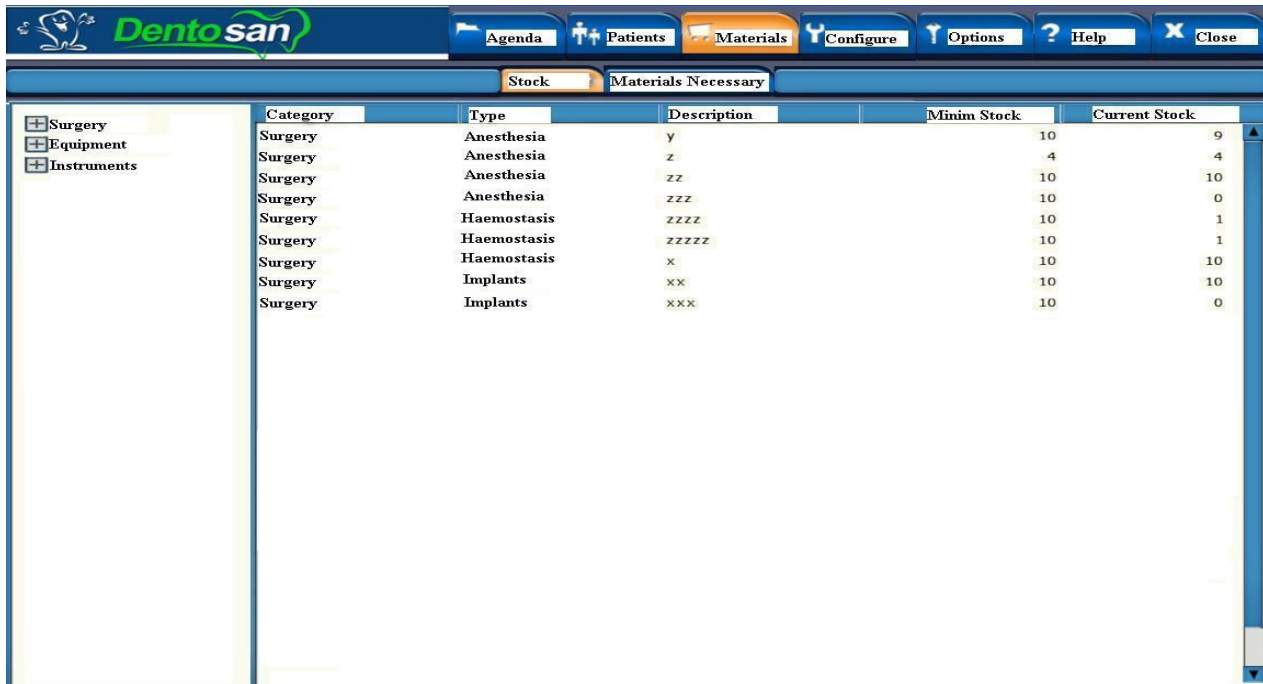 Dentosan
Agenda Patients Materials Configure Options ? Help X Close
Stock Materials Necessary
Surgery
Equipment
Instruments
Category Type Description Minim Stock Current Stock
Surgery Anesthesia y 10 9
Surgery Anesthesia z 4 4
Surgery Anesthesia zz 10 10
Surgery Anesthesia zzz 10 0
Surgery Haemostasis zzzz 10 1
Surgery Haemostasis zzzzz 10 1
Surgery Haemostasis x 10 10
Surgery Implants xx 10 10
Surgery Implants xxx 10 0